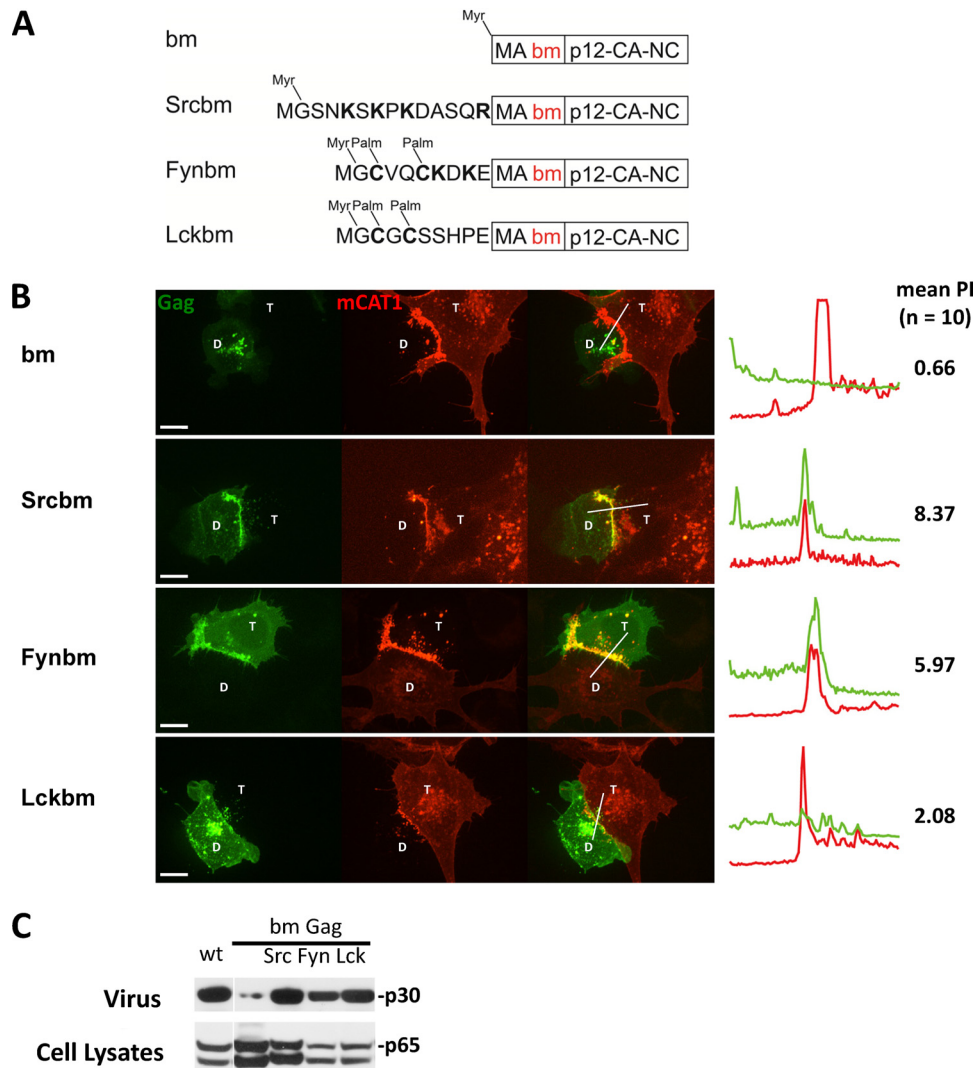 A
bm
Myr
MA bm p12-CA-NC
Srcbm
Myr
MGSNKSKPKDASQR MA bm p12-CA-NC
Fynbm
Myr Palm Palm
MGCVQCKDKE MA bm p12-CA-NC
Lckbm
Myr Palm Palm
MGCGCSSHPE MA bm p12-CA-NC
B
Gag mCAT1
mean PI
(n = 10)
bm
T T
D D D
0.66
Srcbm
D T D T D T
8.37
Fynbm
T T T
D D D
5.97
Lckbm
T T T
D D D
2.08
C
bm Gag
wt Src Fyn Lck
Virus -p30
Cell Lysates -p65